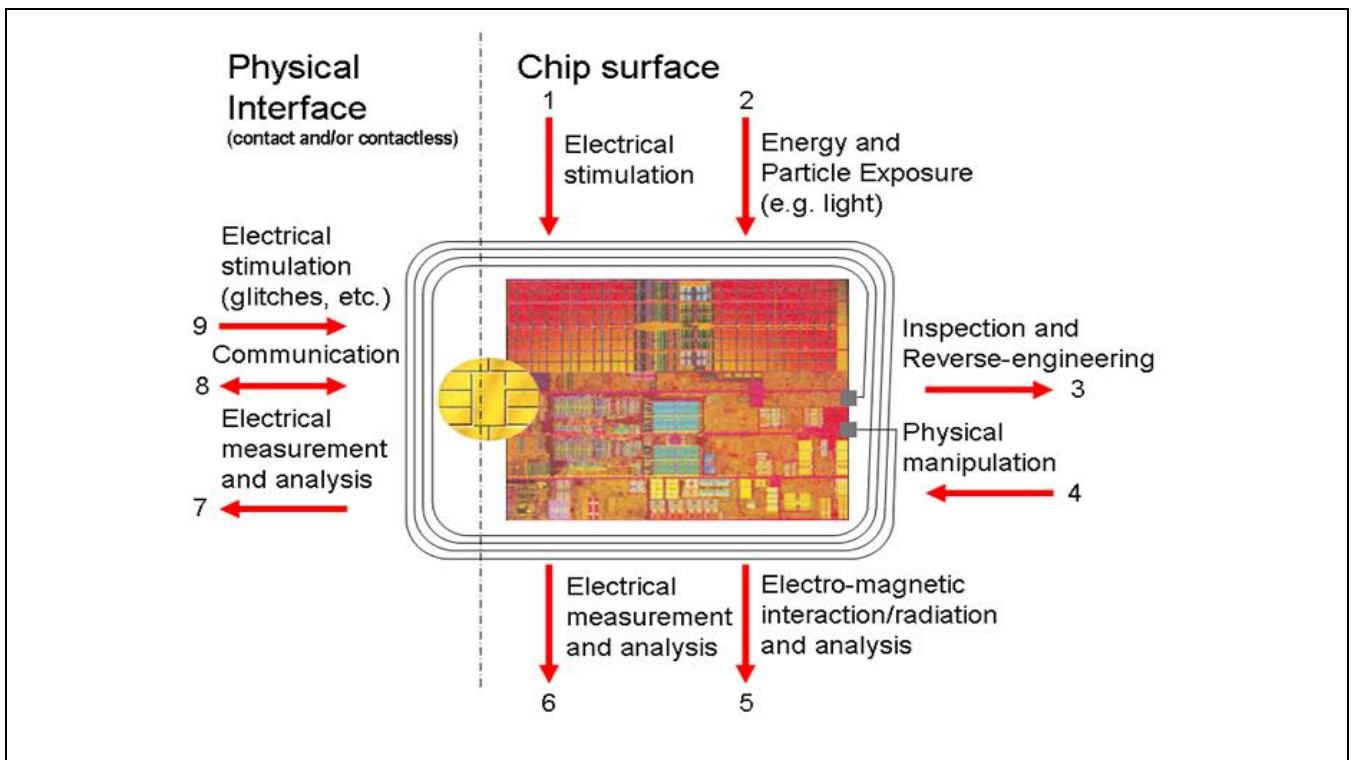 Physical
Interface
(contact and/or contactless)
Chip surface
1
2
Electrical
stimulation
Energy and
Particle Exposure
(e.g. light)
Electrical
stimulation
(glitches, etc.)
9
Communication
8
Electrical
measurement
and analysis
7
Inspection and
Reverse-engineering
3
Physical
manipulation
4
Electrical
measurement
and analysis
6
Electro-magnetic
interaction/radiation
and analysis
5